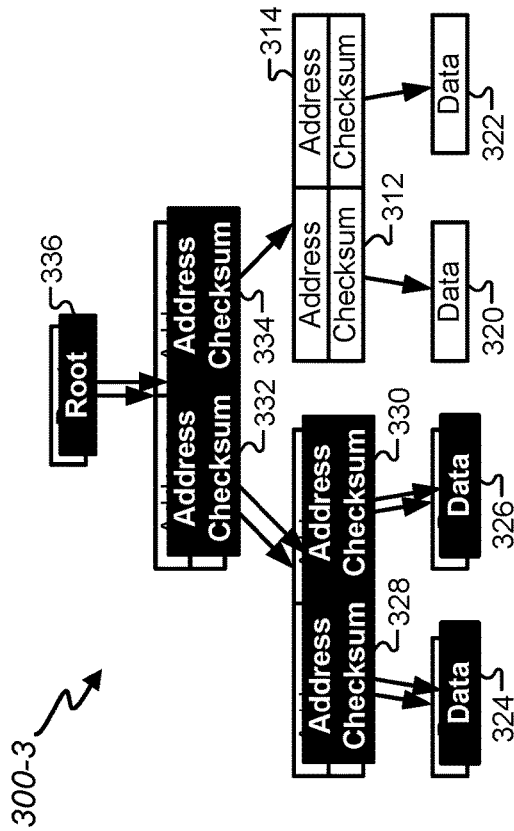 300-3
Root
336
Address Address
Checksum Checksum
332
334
Address Address
Checksum Checksum
328
330
Address Address
Checksum Checksum
312
314
Data
324
Data
326
Data
320
Data
322